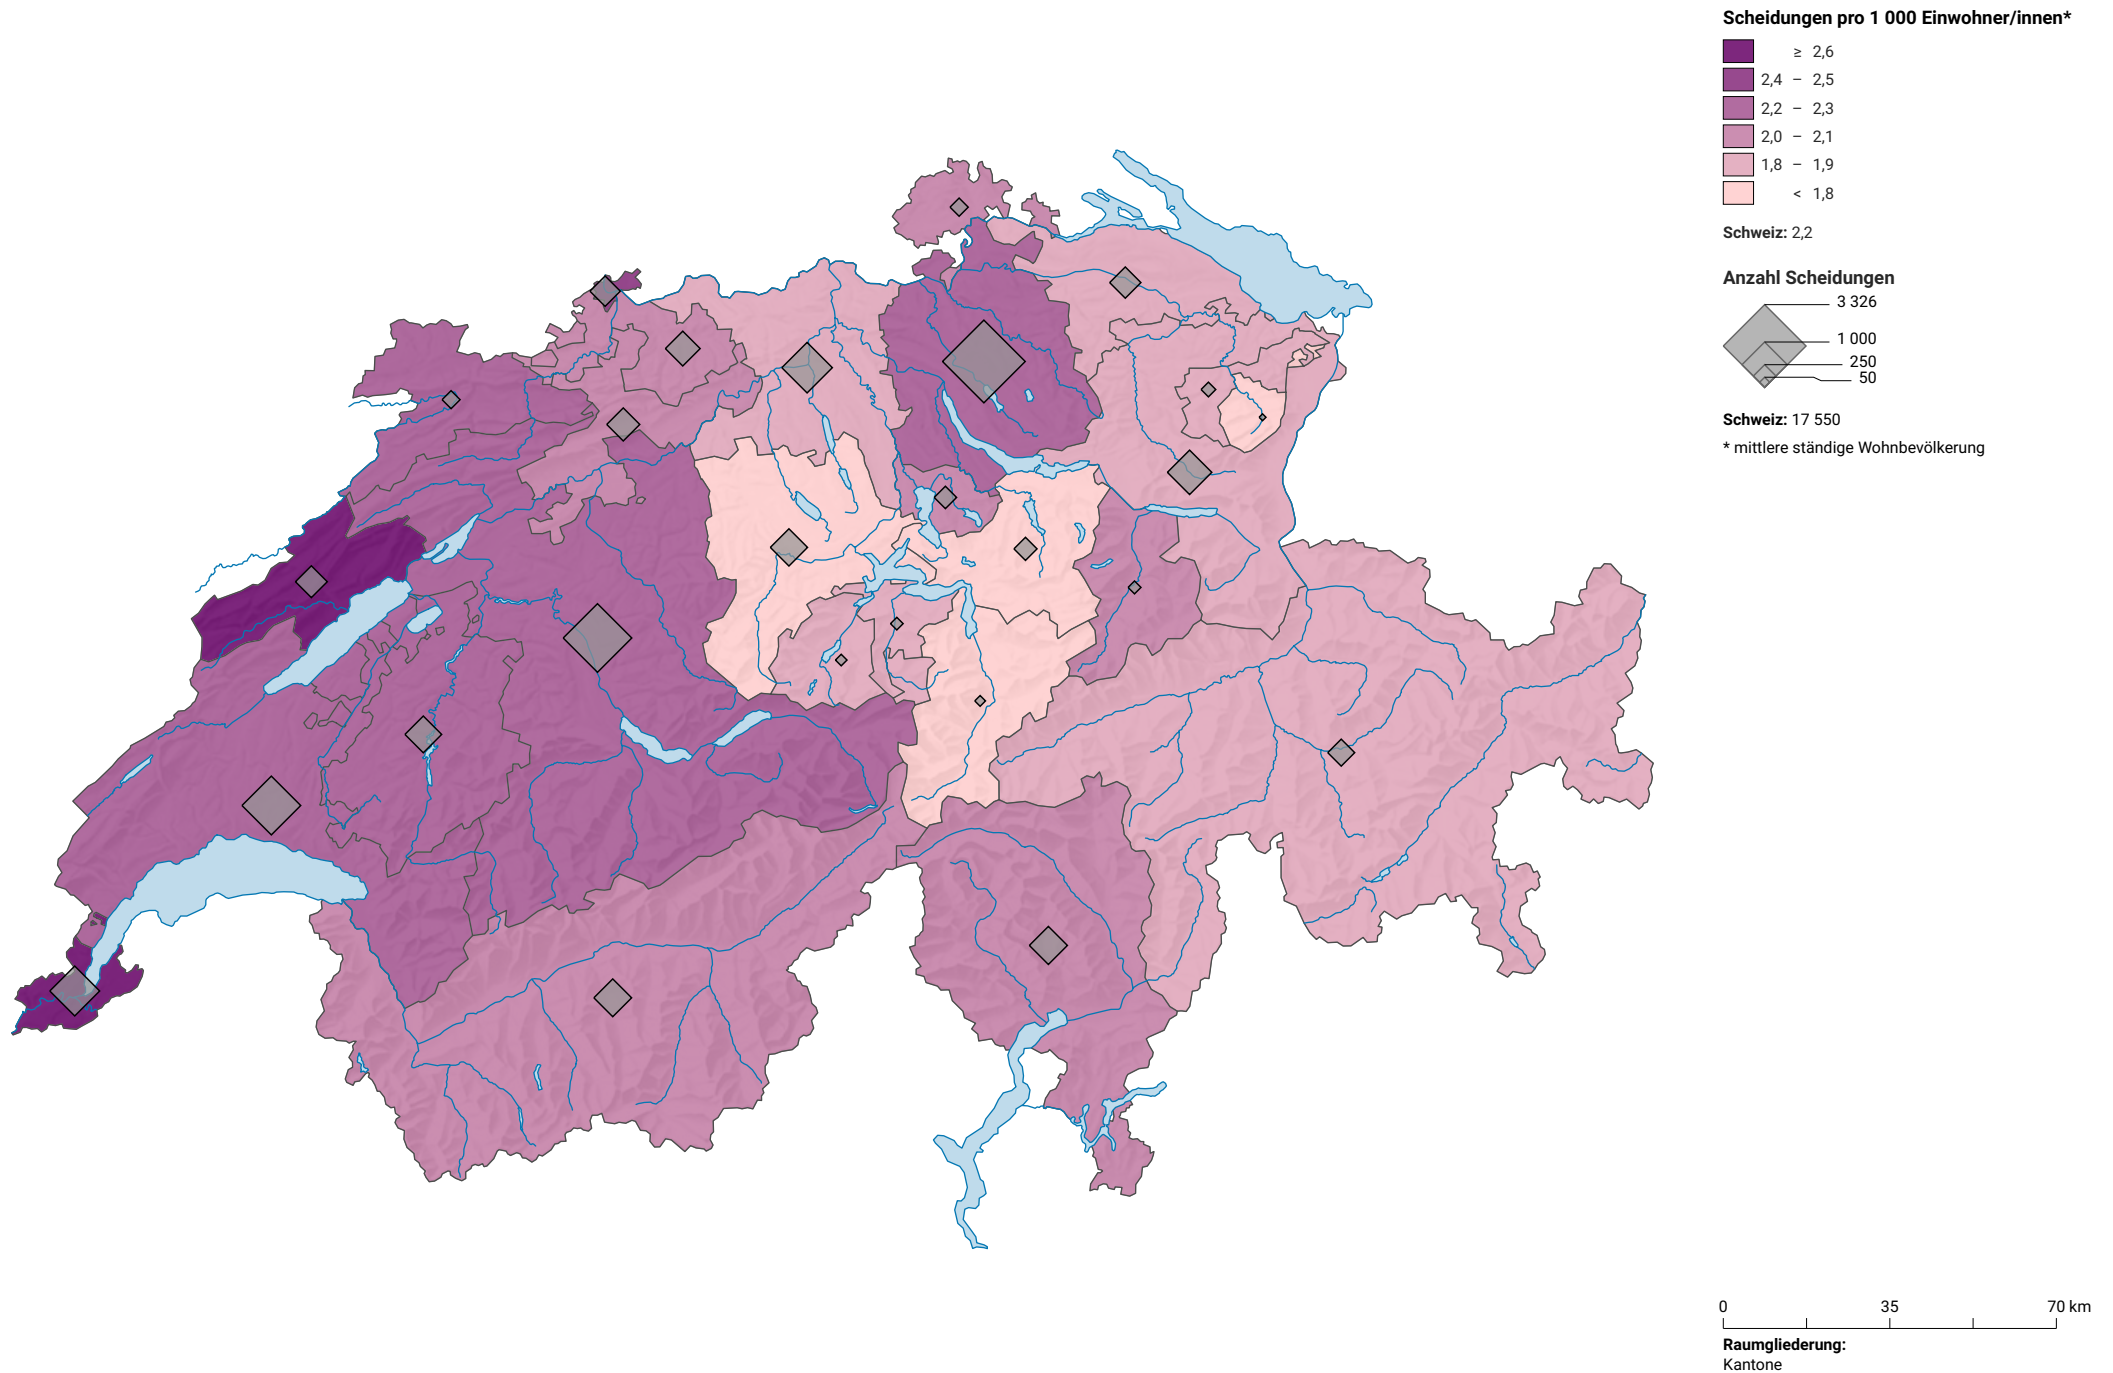 Scheidungen pro 1 000 Einwohner/innen*
≥ 2,6
2,4 – 2,5
2,2 – 2,3
2,0 – 2,1
1,8 – 1,9
< 1,8
Schweiz: 2,2
Anzahl Scheidungen
3 326
1 000
250
50
Schweiz: 17 550
* mittlere ständige Wohnbevölkerung
0 35 70 km
Raumgliederung:
Kantone